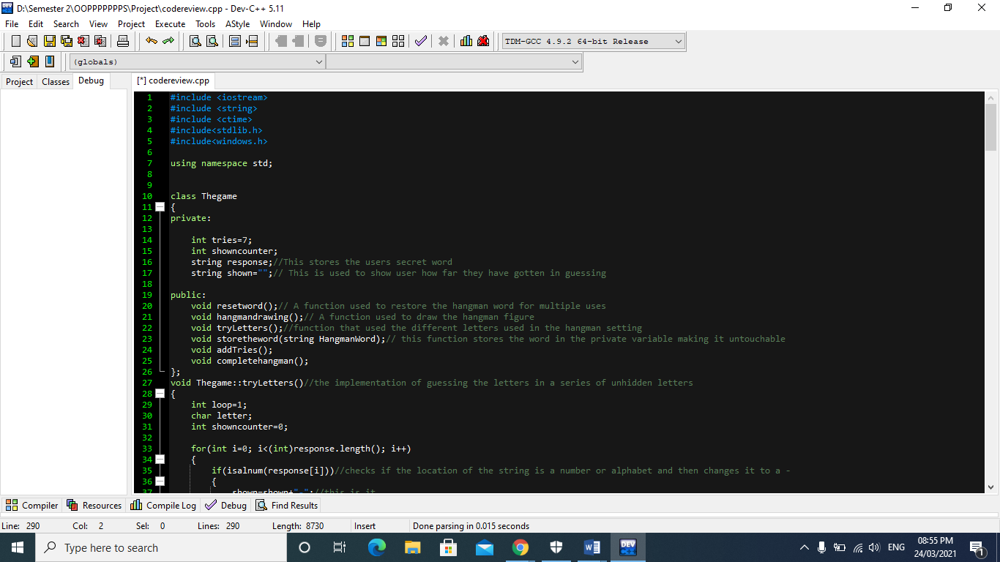 D:\Semester 2\OOPPPPPPPS\Project\codereview.cpp - Dev-C++ 5.11
File Edit Search View Project Execute Tools AStyle Window Help
TDM-GCC 4.9.2 64-bit Release
(globals)
Project Classes Debug [*] codereview.cpp
1 #include <iostream>
2 #include <string>
3 #include <ctime>
4 #include<stdlib.h>
5 #include<windows.h>
6
7 using namespace std;
8
9
10 class Thegame
11 {
12 private:
13
14 int tries=7;
15 int showncounter;
16 string response;//This stores the users secret word
17 string shown="";// This is used to show user how far they have gotten in guessing
18
19 public:
20 void resetword();// A function used to restore the hangman word for multiple uses
21 void hangmandrawing();// A function used to draw the hangman figure
22 void tryLetters();//function that used the different letters used in the hangman setting
23 void storetheword(string HangmanWord);// this function stores the word in the private variable making it untouchable
24 void addTries();
25 void completehangman();
26 };
27 void Thegame::tryLetters()//the implementation of guessing the letters in a series of unhidden letters
28 {
29 int loop=1;
30 char letter;
31 int showncounter=0;
32
33 for(int i=0; i<(int)response.length(); i++)
34 {
35 if(isalnum(response[i]))//checks if the location of the string is a number or alphabet and then changes it to a -
36 {
37 shown=shown+"-";//this is it
Compiler Resources Compile Log Debug Find Results
Line: 290 Col: 2 Sel: 0 Lines: 290 Length: 8730 Insert Done parsing in 0.015 seconds
Type here to search
ENG
08:55 PM
24/03/2021
1
DEV